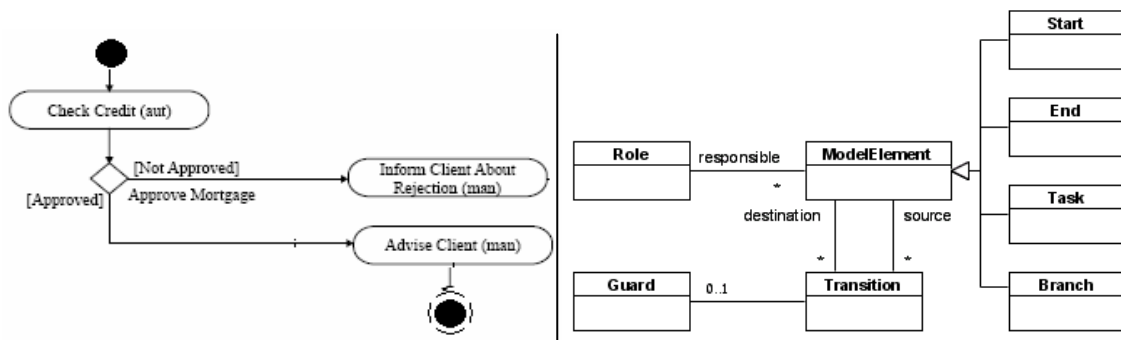 Check Credit (aut)
[Not Approved]
[Approved]
Approve Mortgage
Inform Client About
Rejection (man)
Advise Client (man)
Start
End
Role
responsible
*
ModelElement
Task
destination
source
*
*
Guard
0..1
Transition
Branch